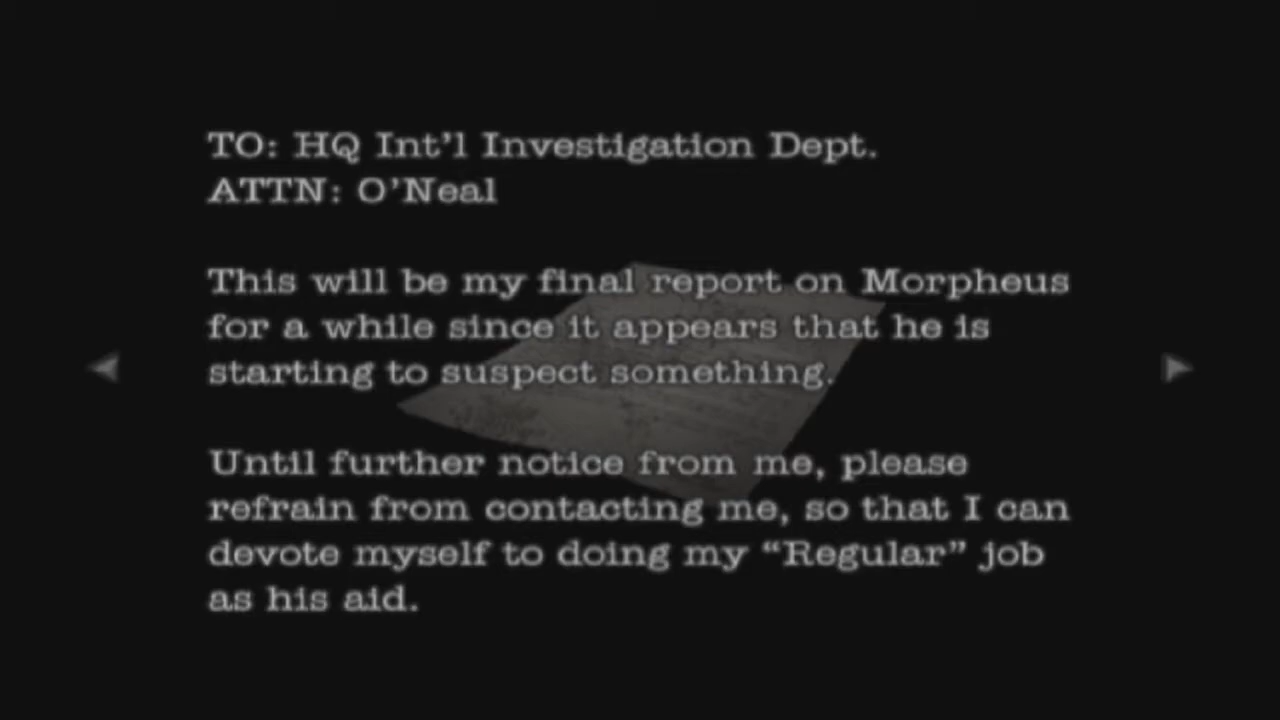 TO: HQ Int’l Investigation Dept.
ATTN: O’Neal
This will be my final report on Morpheus
for a while since it appears that he is
starting to suspect something.
Until further notice from me, please
refrain from contacting me, so that I can
devote myself to doing my “Regular” job
as his aid.